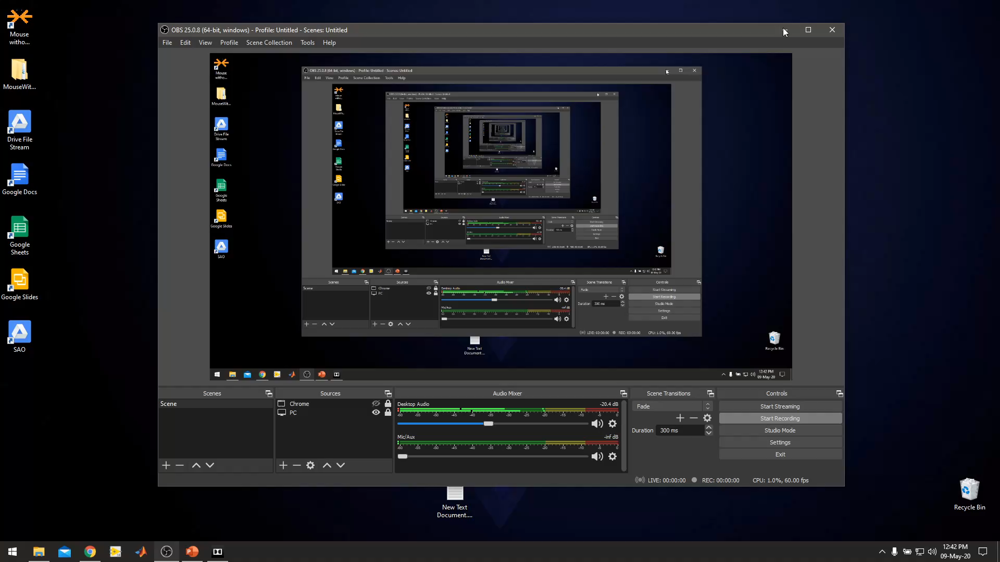 Mouse
witho...
MouseWit...
Drive File
Stream
Google Docs
Google
Sheets
Google Slides
SAO
OBS 25.0.8 (64-bit, windows) - Profile: Untitled - Scenes: Untitled
File Edit View Profile Scene Collection Tools Help
Mouse
witho...
MouseWit...
Drive File
Stream
Google Docs
Google
Sheets
Google Slides
SAO
OBS 25.0.8 (64-bit, windows) - Profile: Untitled - Scenes: Untitled
File Edit View Profile Scene Collection Tools Help
Scenes Sources Audio Mixer Scene Transitions Controls
Scene
Chrome
PC
Desktop Audio -20.4 dB
Mic/Aux -inf dB
Fade
Duration 300 ms
Start Streaming
Start Recording
Studio Mode
Settings
Exit
LIVE: 00:00:00 REC: 00:00:00 CPU: 1.0%, 60.00 fps
New Text
Document....
Recycle Bin
12:42 PM
09-May-20
Scenes Sources Audio Mixer Scene Transitions Controls
Scene
Chrome
PC
Desktop Audio -20.4 dB
-60 -55 -50 -45 -40 -35 -30 -25 -20 -15 -10 -5 0
Mic/Aux -inf dB
-60 -55 -50 -45 -40 -35 -30 -25 -20 -15 -10 -5 0
Fade
Duration 300 ms
Start Streaming
Start Recording
Studio Mode
Settings
Exit
LIVE: 00:00:00 REC: 00:00:00 CPU: 1.0%, 60.00 fps
New Text
Document....
Recycle Bin
12:42 PM
09-May-20